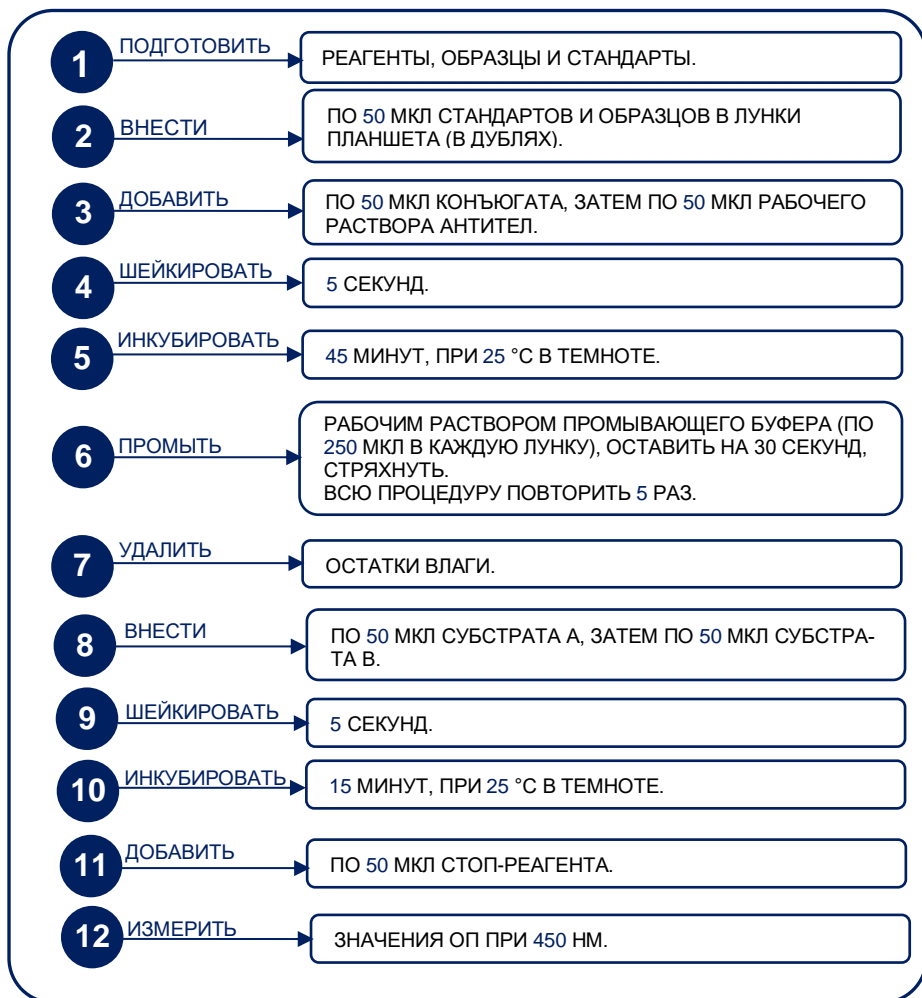 1
ПОДГОТОВИТЬ
РЕАГЕНТЫ, ОБРАЗЦЫ И СТАНДАРТЫ.
2
ВНЕСТИ
ПО 50 МКЛ СТАНДАРТОВ И ОБРАЗЦОВ В ЛУНКИ
ПЛАНШЕТА (В ДУБЛЯХ).
3
ДОБАВИТЬ
ПО 50 МКЛ КОНЪЮГАТА, ЗАТЕМ ПО 50 МКЛ РАБОЧЕГО
РАСТВОРА АНТИТЕЛ.
4
ШЕЙКИРОВАТЬ
5 СЕКУНД.
5
ИНКУБИРОВАТЬ
45 МИНУТ, ПРИ 25 °C В ТЕМНОТЕ.
6
ПРОМЫТЬ
РАБОЧИМ РАСТВОРОМ ПРОМЫВАЮЩЕГО БУФЕРА (ПО
250 МКЛ В КАЖДУЮ ЛУНКУ), ОСТАВИТЬ НА 30 СЕКУНД,
СТРЯХНУТЬ.
ВСЮ ПРОЦЕДУРУ ПОВТОРИТЬ 5 РАЗ.
7
УДАЛИТЬ
ОСТАТКИ ВЛАГИ.
8
ВНЕСТИ
ПО 50 МКЛ СУБСТРАТА А, ЗАТЕМ ПО 50 МКЛ СУБСТРА-
ТА В.
9
ШЕЙКИРОВАТЬ
5 СЕКУНД.
10
ИНКУБИРОВАТЬ
15 МИНУТ, ПРИ 25 °C В ТЕМНОТЕ.
11
ДОБАВИТЬ
ПО 50 МКЛ СТОП-РЕАГЕНТА.
12
ИЗМЕРИТЬ
ЗНАЧЕНИЯ ОП ПРИ 450 НМ.